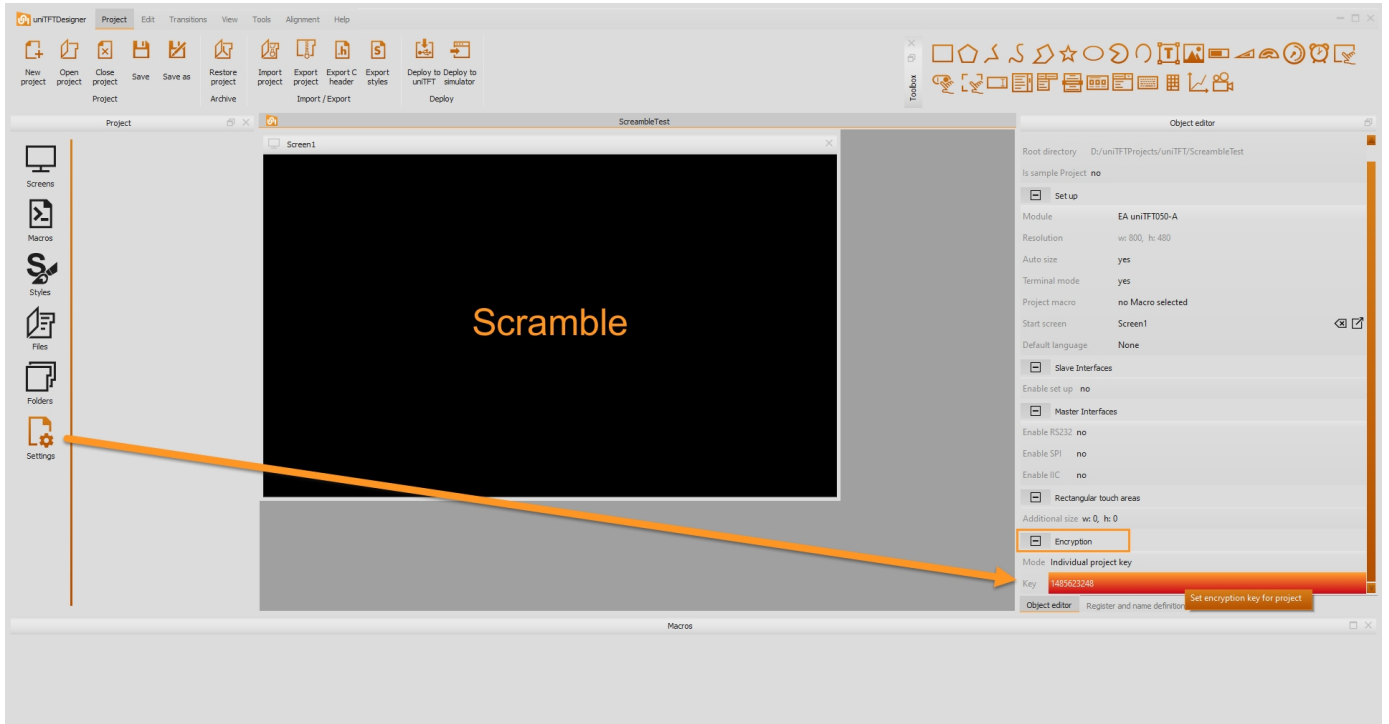 uniTFTDesigner Project Edit Transitions View Tools Alignment Help
New project Open project Close project Save Save as Restore project Import project Export project Export C header Export styles Deploy to uniTFT Deploy to simulator
Project Archive Import / Export Deploy
Toolbox
Project ScreambleTest Object editor
Screen1
Screens
Macros
Styles
Files
Folders
Settings
Scramble
Root directory D:/uniTFTProjects/uniTFT/ScreambleTest
Is sample Project no
Set up
Module EA uniTFT050-A
Resolution w: 800, h: 480
Auto size yes
Terminal mode yes
Project macro no Macro selected
Start screen Screen1
Default language None
Slave Interfaces
Enable set up no
Master Interfaces
Enable RS232 no
Enable SPI no
Enable IIC no
Rectangular touch areas
Additional size w: 0, h: 0
Encryption
Mode Individual project key
Key 1485623248
Set encryption key for project
Object editor Register and name definition
Macros